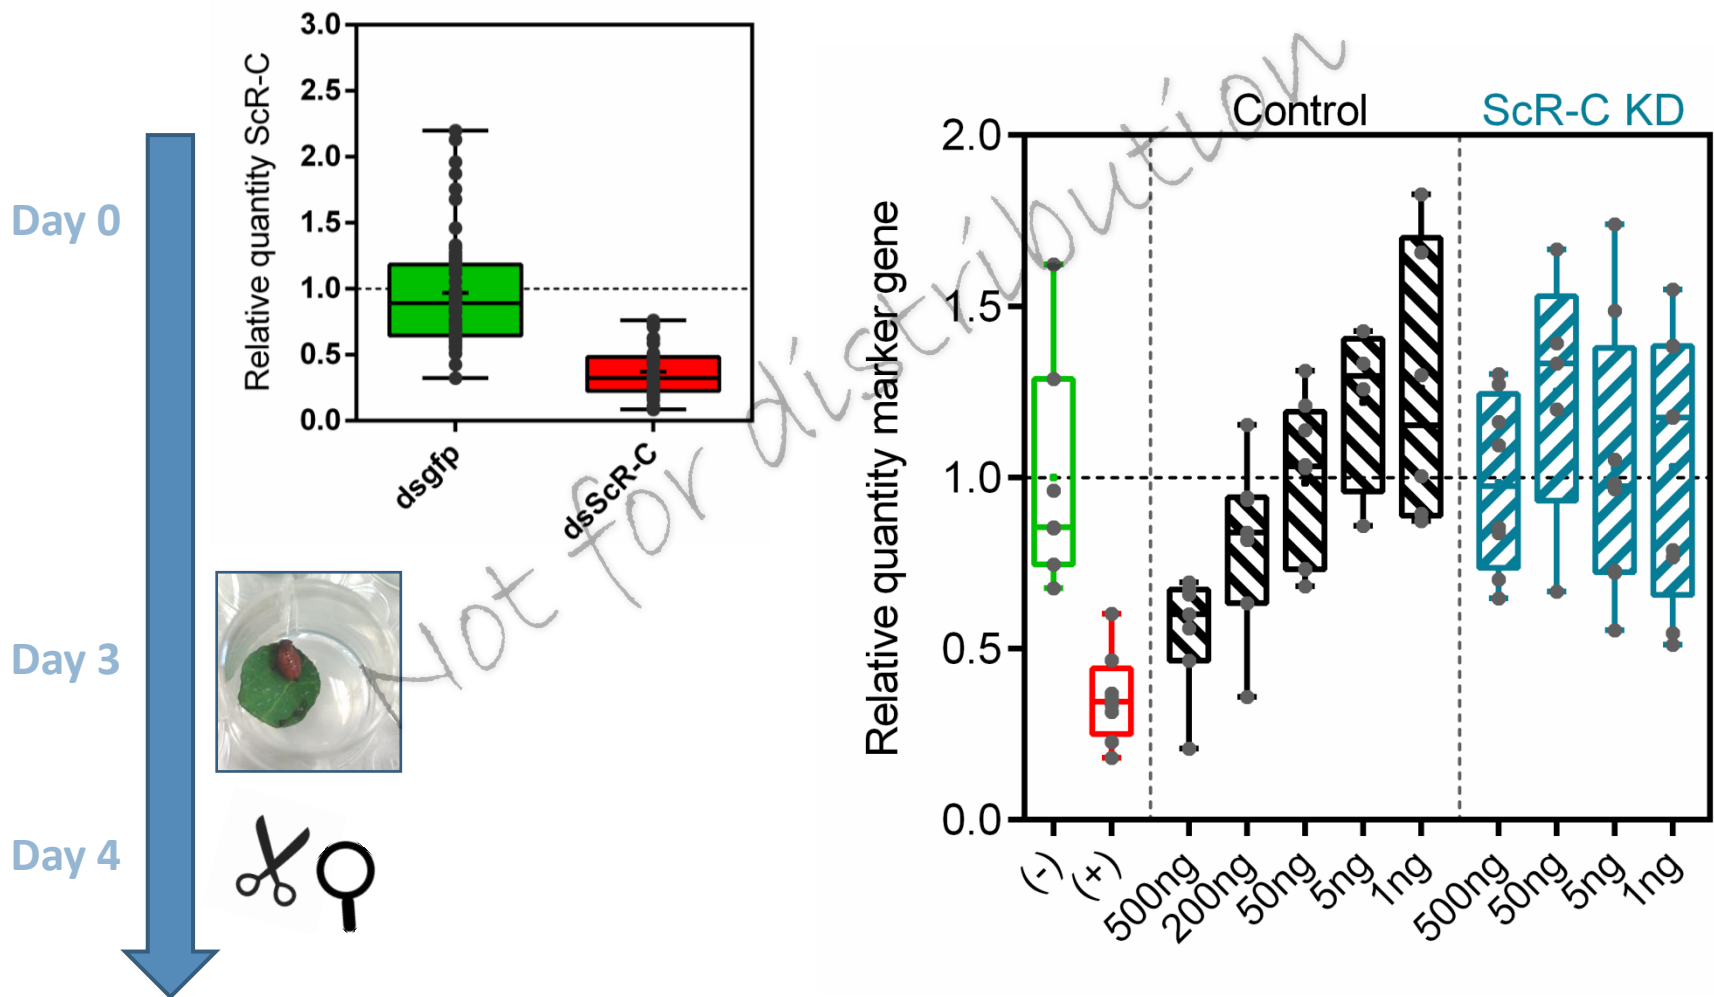 Day 0
Day 3
Day 4
Relative quantity ScR-C
3.0
2.5
2.0
1.5
1.0
0.5
0.0
dsgfp
dsScR-C
Not for distribution
Control
ScR-C KD
Relative quantity marker gene
2.0
1.5
1.0
0.5
0.0
(-)
(+)
500ng
200ng
50ng
5ng
1ng
500ng
50ng
5ng
1ng